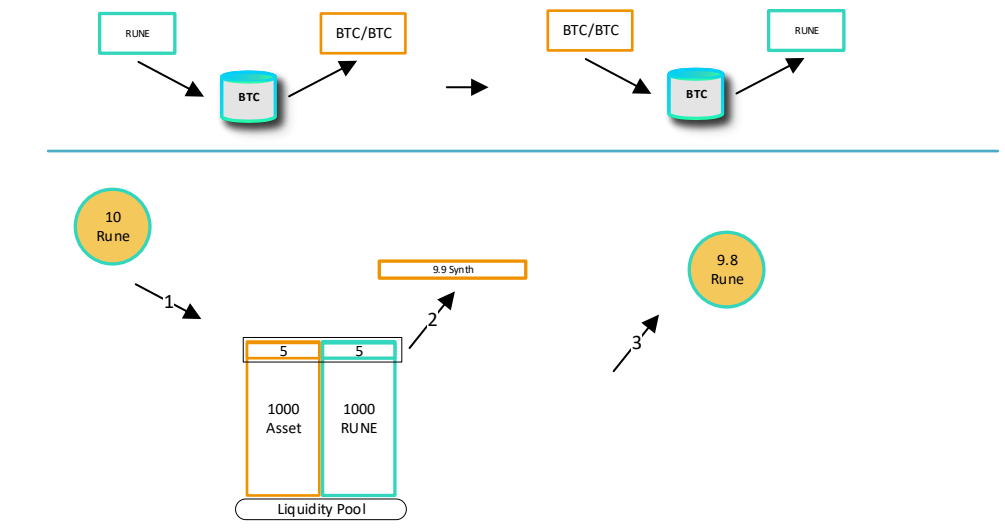 RUNE
BTC/BTC
BTC/BTC
RUNE
BTC
BTC
10
Rune
9.9 Synth
9.8
Rune
1
2
3
5
5
1000
Asset
1000
RUNE
Liquidity Pool